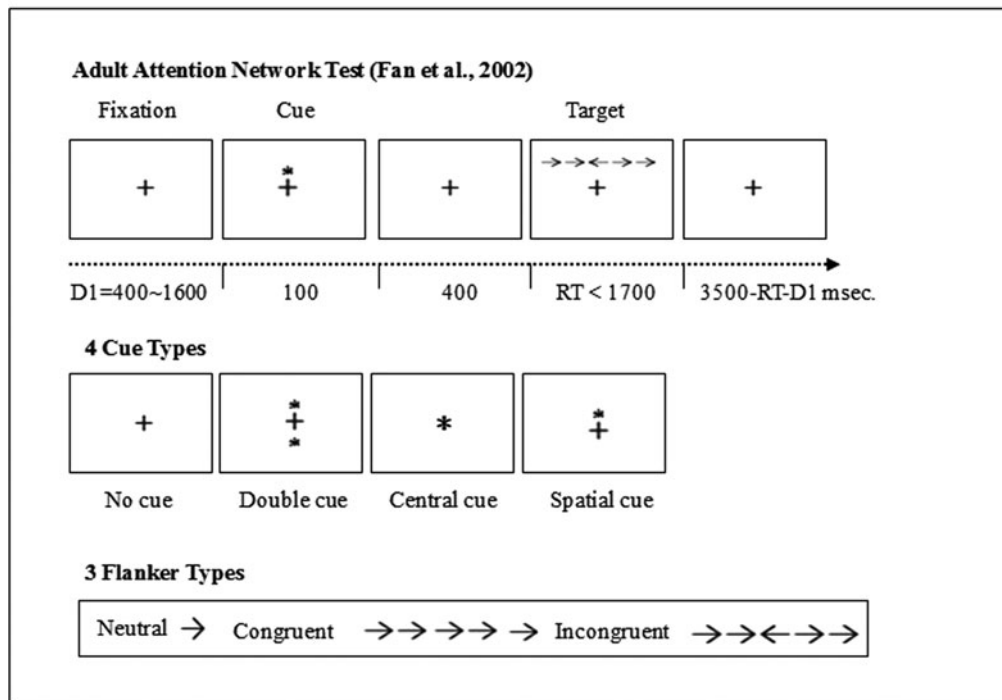 Adult Attention Network Test (Fan et al., 2002)
Fixation Cue Target
* →→←→→
+ + + + +
D1=400~1600 100 400 RT < 1700 3500-RT-D1 msec.
4 Cue Types
* *
+ + * +
*
No cue Double cue Central cue Spatial cue
3 Flanker Types
Neutral → Congruent →→→→→ Incongruent →→←→→